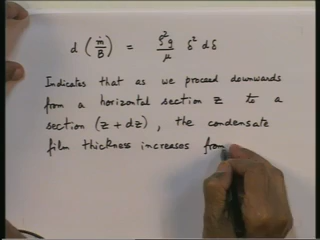 d (ṁ/B) = ρ²g/μ δ² dδ
Indicates that as we proceed downwards
from a horizontal section z to a
section (z + dz), the condensate
film thickness increases from